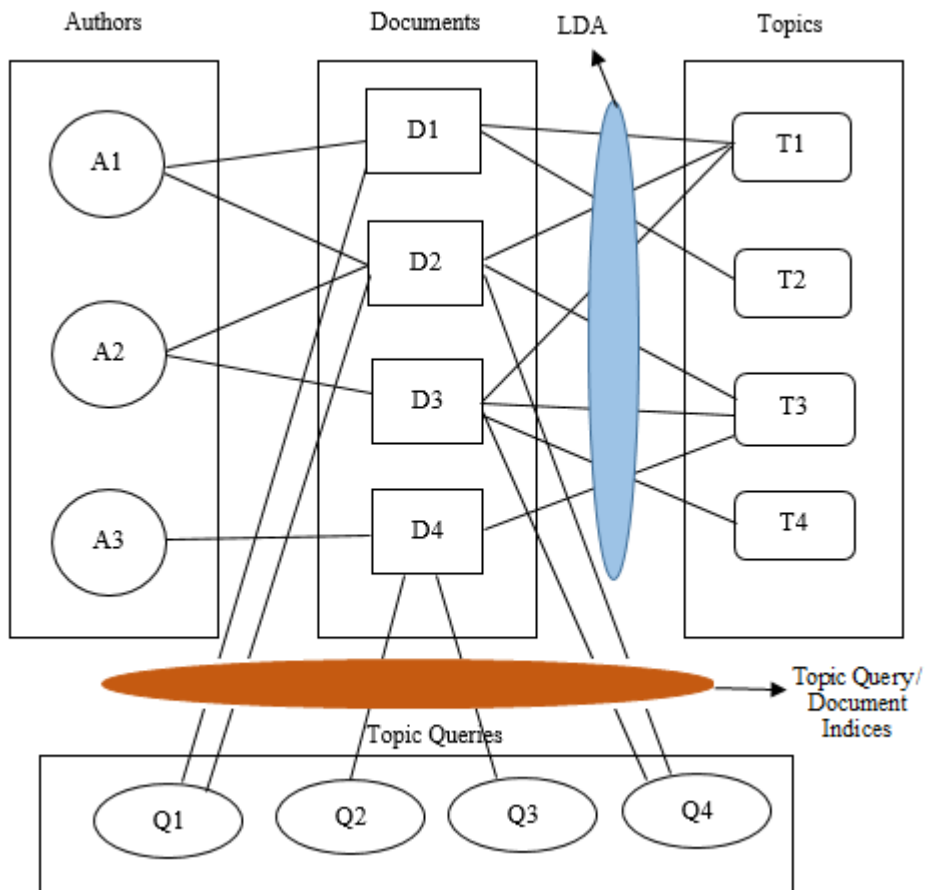 Authors
Documents
LDA
Topics
A1
D1
T1
A2
D2
T2
D3
T3
A3
D4
T4
Topic Query/
Document
Indices
Topic Queries
Q1
Q2
Q3
Q4